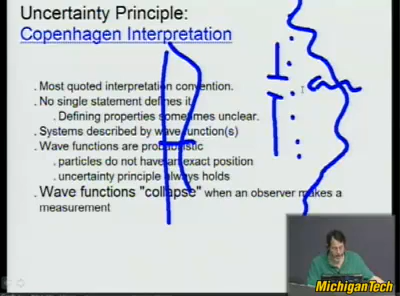 Uncertainty Principle:
Copenhagen Interpretation
. Most quoted interpretation convention.
. No single statement defines it
. Defining properties sometimes unclear.
. Systems described by wave function(s)
. Wave functions are probabilistic
. particles do not have an exact position
. uncertainty principle always holds
. Wave functions "collapse" when an observer makes a
measurement
MichiganTech